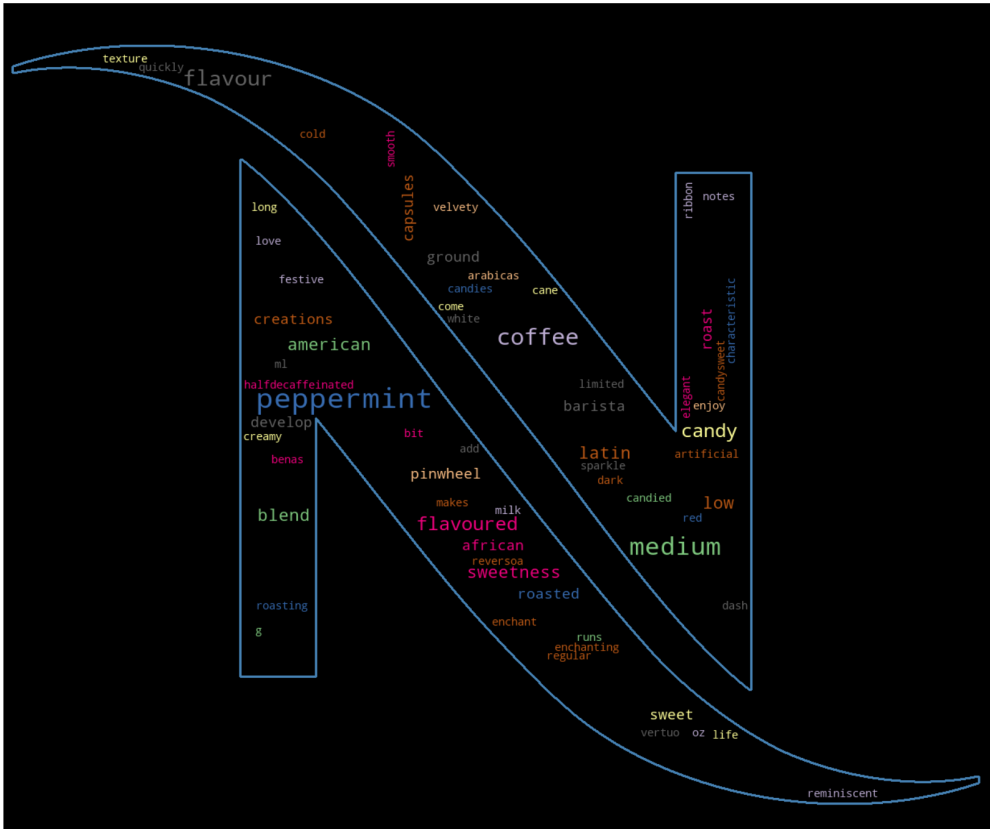 texture
quickly
flavour
cold
smooth
capsules
velvety
long
love
festive
ground
arabicas
candies
cane
come
white
creations
american
ml
coffee
halfdecaffeinated
peppermint
develop
creamy
benas
blend
roasting
g
ribbon
notes
characteristic
roast
candysweet
elegant
enjoy
candy
limited
barista
latin
sparkle
dark
artificial
candied
low
red
medium
dash
bit
add
pinwheel
makes
milk
flavoured
african
reversoa
sweetness
roasted
enchant
runs
enchanting
regular
sweet
vertuo
oz
life
reminiscent